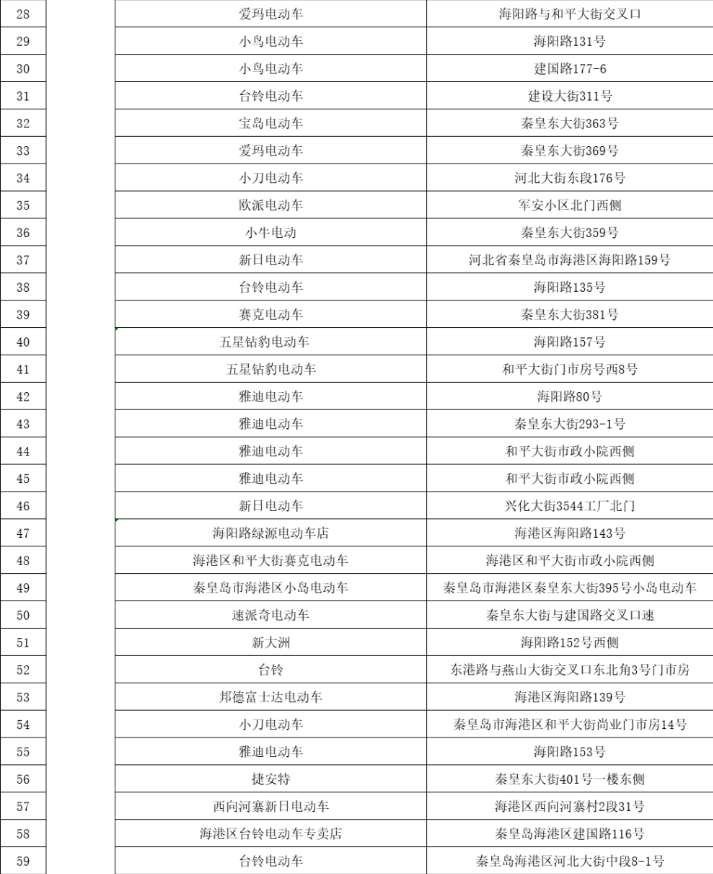 28 爱玛电动车 海阳路与和平大街交叉口
29 小鸟电动车 海阳路131号
30 小鸟电动车 建国路177-6
31 台铃电动车 建设大街311号
32 宝岛电动车 秦皇东大街363号
33 爱玛电动车 秦皇东大街369号
34 小刀电动车 河北大街东段176号
35 欧派电动车 军安小区北门西侧
36 小牛电动 秦皇东大街359号
37 新日电动车 河北省秦皇岛市海港区海阳路159号
38 台铃电动车 海阳路135号
39 赛克电动车 秦皇东大街381号
40 五星钻豹电动车 海阳路157号
41 五星钻豹电动车 和平大街门市房号西8号
42 雅迪电动车 海阳路80号
43 雅迪电动车 秦皇东大街293-1号
44 雅迪电动车 和平大街市政小院西侧
45 雅迪电动车 和平大街市政小院西侧
46 新日电动车 兴化大街3544工厂北门
47 海阳路绿源电动车店 海港区海阳路143号
48 海港区和平大街赛克电动车 海港区和平大街市政小院西侧
49 秦皇岛市海港区小岛电动车 秦皇岛市海港区秦皇东大街395号小岛电动车
50 速派奇电动车 秦皇东大街与建国路交叉口速
51 新大洲 海阳路152号西侧
52 台铃 东港路与燕山大街交叉口东北角3号门市房
53 邦德富士达电动车 海港区海阳路139号
54 小刀电动车 秦皇岛市海港区和平大街尚业门市房14号
55 雅迪电动车 海阳路153号
56 捷安特 秦皇东大街401号一楼东侧
57 西向河寨新日电动车 海港区西向河寨村2段31号
58 海港区台铃电动车专卖店 秦皇岛海港区建国路116号
59 台铃电动车 秦皇岛海港区河北大街中段8-1号